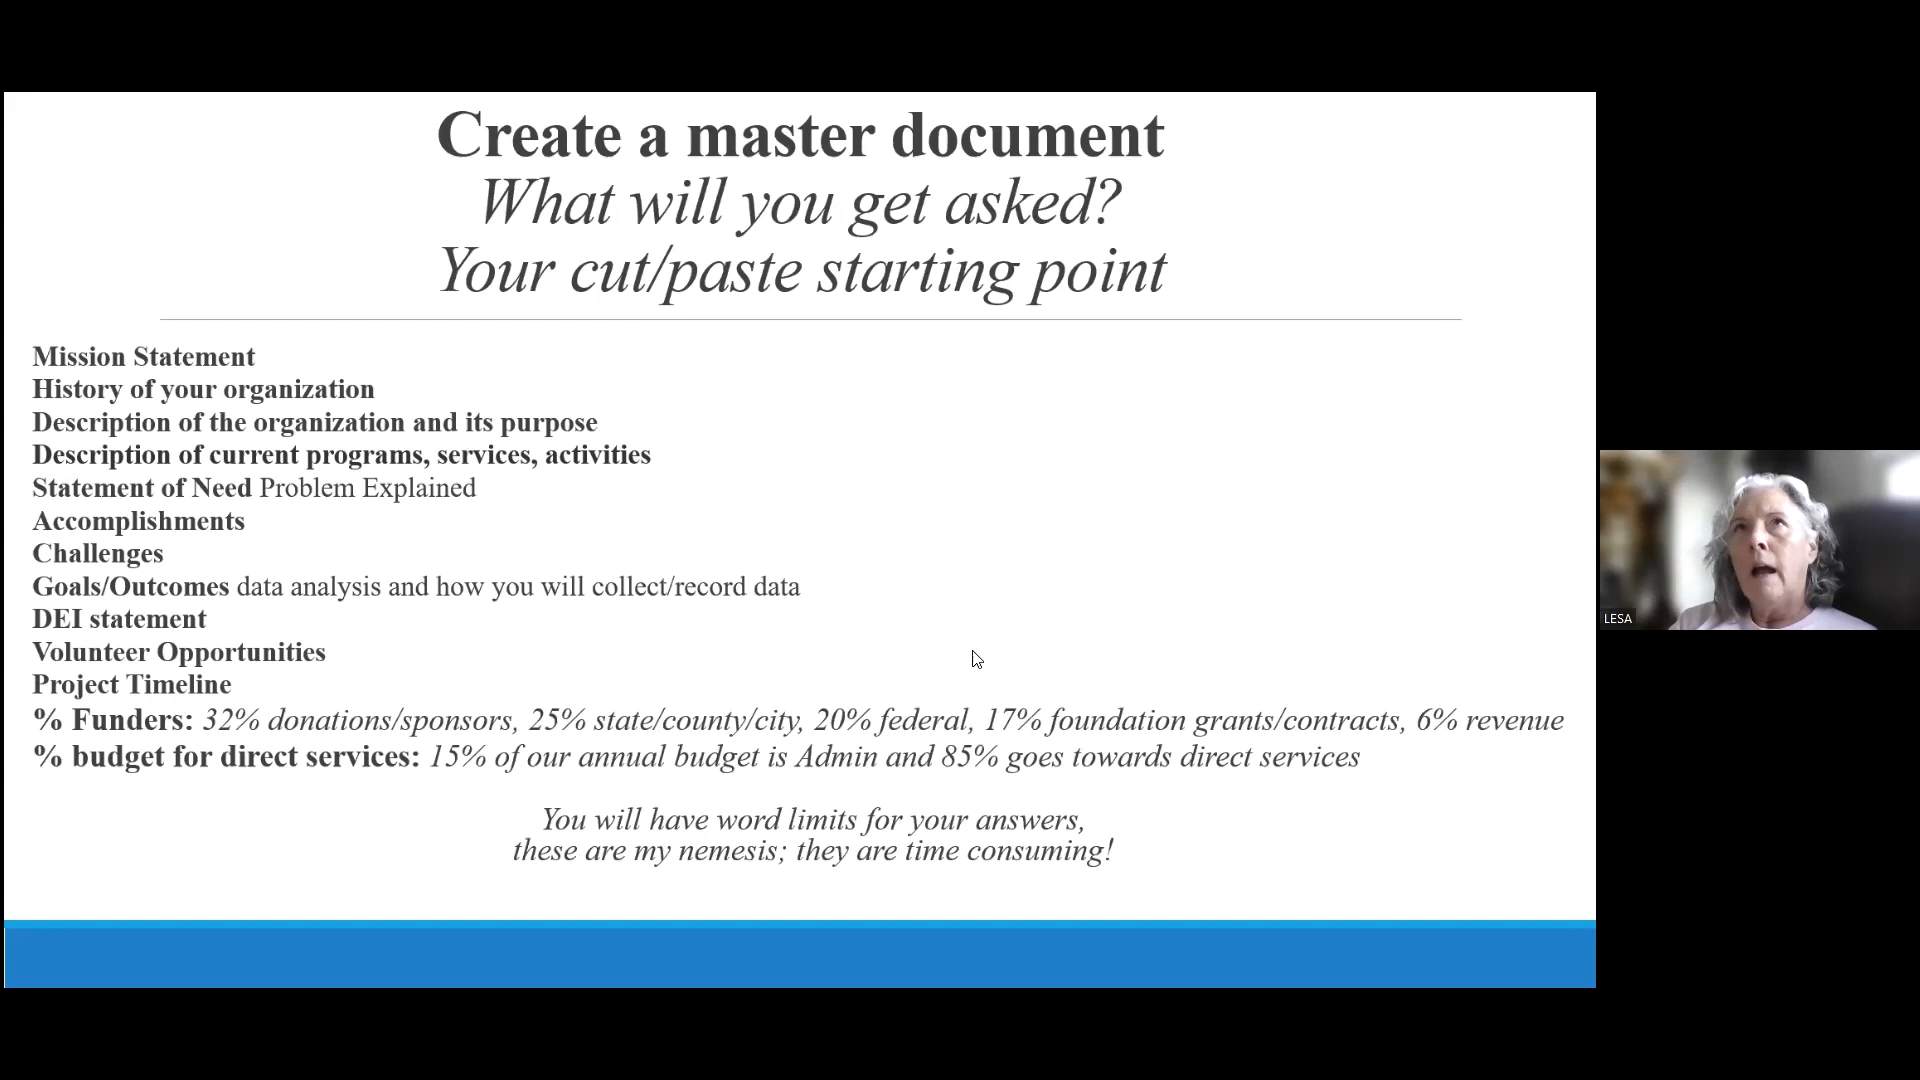 Create a master document
What will you get asked?
Your cut/paste starting point
Mission Statement
History of your organization
Description of the organization and its purpose
Description of current programs, services, activities
Statement of Need Problem Explained
Accomplishments
Challenges
Goals/Outcomes data analysis and how you will collect/record data
DEI statement
Volunteer Opportunities
Project Timeline
% Funders: 32% donations/sponsors, 25% state/county/city, 20% federal, 17% foundation grants/contracts, 6% revenue
% budget for direct services: 15% of our annual budget is Admin and 85% goes towards direct services
You will have word limits for your answers,
these are my nemesis; they are time consuming!
LESA